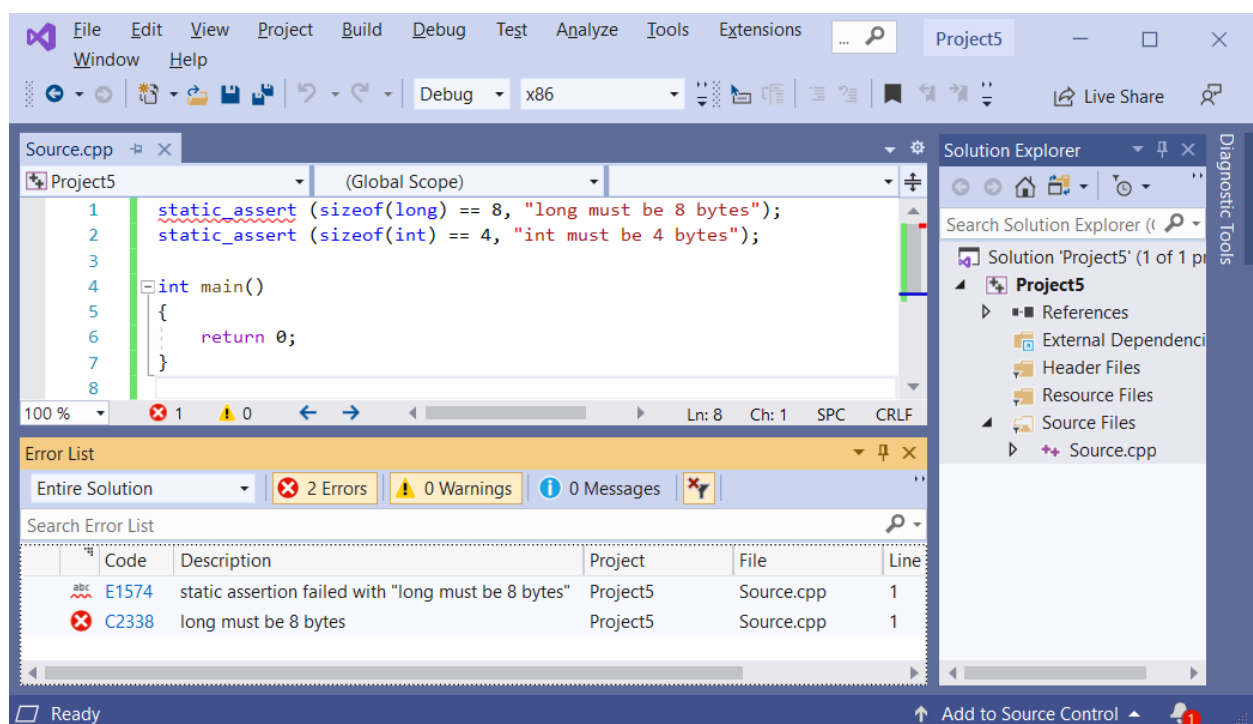 File Edit View Project Build Debug Test Analyze Tools Extensions ... Project5
Window Help
Debug x86 Live Share
Source.cpp
Project5 (Global Scope)
1 static_assert (sizeof(long) == 8, "long must be 8 bytes");
2 static_assert (sizeof(int) == 4, "int must be 4 bytes");
3
4 int main()
5 {
6 return 0;
7 }
8
100 % 1 0 Ln: 8 Ch: 1 SPC CRLF
Error List
Entire Solution 2 Errors 0 Warnings 0 Messages
Search Error List
Code Description Project File Line
abc E1574 static assertion failed with "long must be 8 bytes" Project5 Source.cpp 1
C2338 long must be 8 bytes Project5 Source.cpp 1
Solution Explorer
Search Solution Explorer (
Solution 'Project5' (1 of 1 pr
Project5
References
External Dependenci
Header Files
Resource Files
Source Files
Source.cpp
Diagnostic Tools
Ready Add to Source Control 1